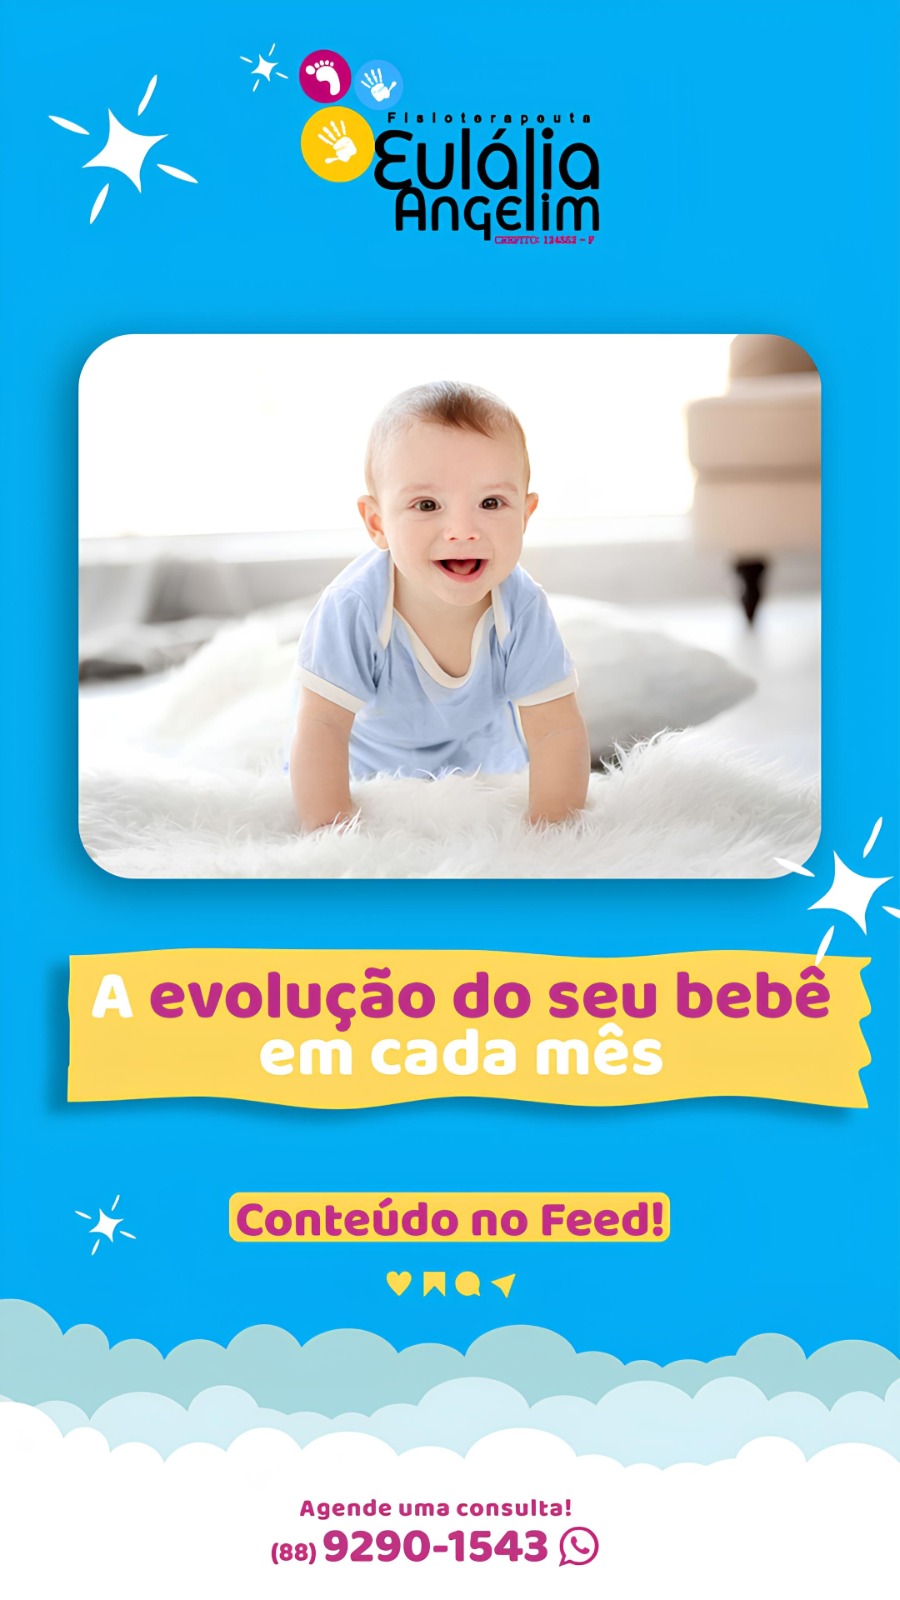 Fisioterapeuta
Eulália
Angelim
CREFITO: 124582 - F
A evolução do seu bebê
em cada mês
Conteúdo no Feed!
Agende uma consulta!
(88) 9290-1543